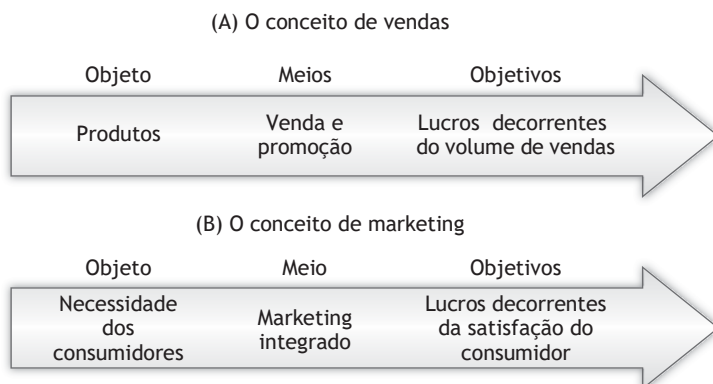 (A) O conceito de vendas
Objeto Meios Objetivos
Produtos
Venda e
promoção
Lucros decorrentes
do volume de vendas
(B) O conceito de marketing
Objeto Meio Objetivos
Necessidade
dos
consumidores
Marketing
integrado
Lucros decorrentes
da satisfação do
consumidor